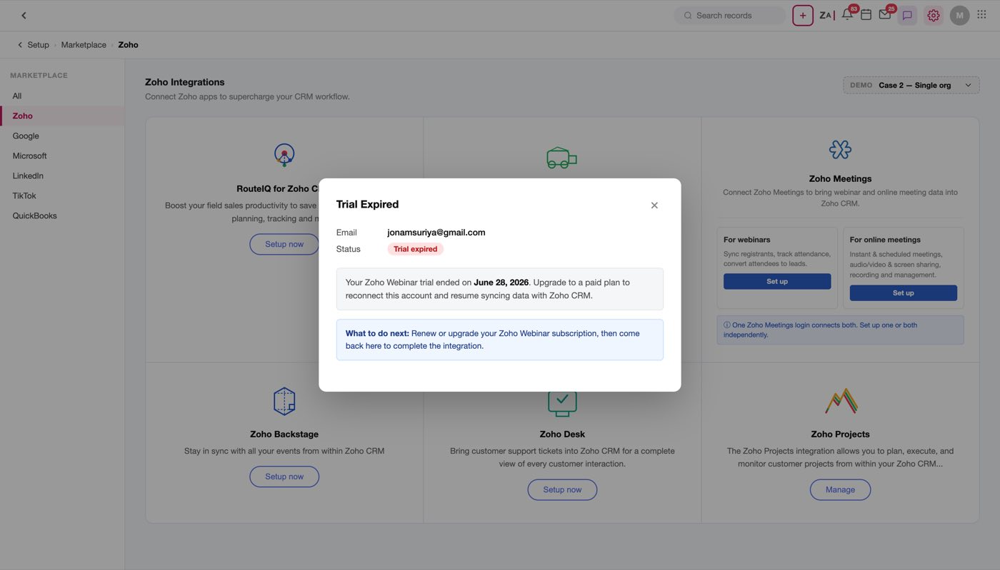 Search records
+
ZA
83
25
M
Setup › Marketplace › Zoho
MARKETPLACE
All
Zoho
Google
Microsoft
LinkedIn
TikTok
QuickBooks
Zoho Integrations
Connect Zoho apps to supercharge your CRM workflow.
DEMO Case 2 — Single org
RouteIQ for Zoho C
Boost your field sales productivity to save
planning, tracking and m
Setup now
Zoho Meetings
Connect Zoho Meetings to bring webinar and online meeting data into
Zoho CRM.
For webinars
Sync registrants, track attendance,
convert attendees to leads.
Set up
For online meetings
Instant & scheduled meetings,
audio/video & screen sharing,
recording and management.
Set up
ⓘ One Zoho Meetings login connects both. Set up one or both
independently.
Trial Expired
Email jonamsuriya@gmail.com
Status Trial expired
Your Zoho Webinar trial ended on June 28, 2026. Upgrade to a paid plan to
reconnect this account and resume syncing data with Zoho CRM.
What to do next: Renew or upgrade your Zoho Webinar subscription, then come
back here to complete the integration.
Zoho Backstage
Stay in sync with all your events from within Zoho CRM
Setup now
Zoho Desk
Bring customer support tickets into Zoho CRM for a complete
view of every customer interaction.
Setup now
Zoho Projects
The Zoho Projects integration allows you to plan, execute, and
monitor customer projects from within your Zoho CRM...
Manage